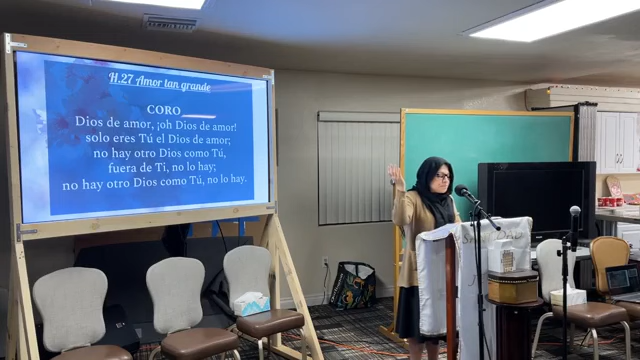 H.27 Amor tan grande
CORO
Dios de amor, ¡oh Dios de amor!
solo eres Tú el Dios de amor;
no hay otro Dios como Tú,
fuera de Ti, no lo hay;
no hay otro Dios como Tú, no lo hay.